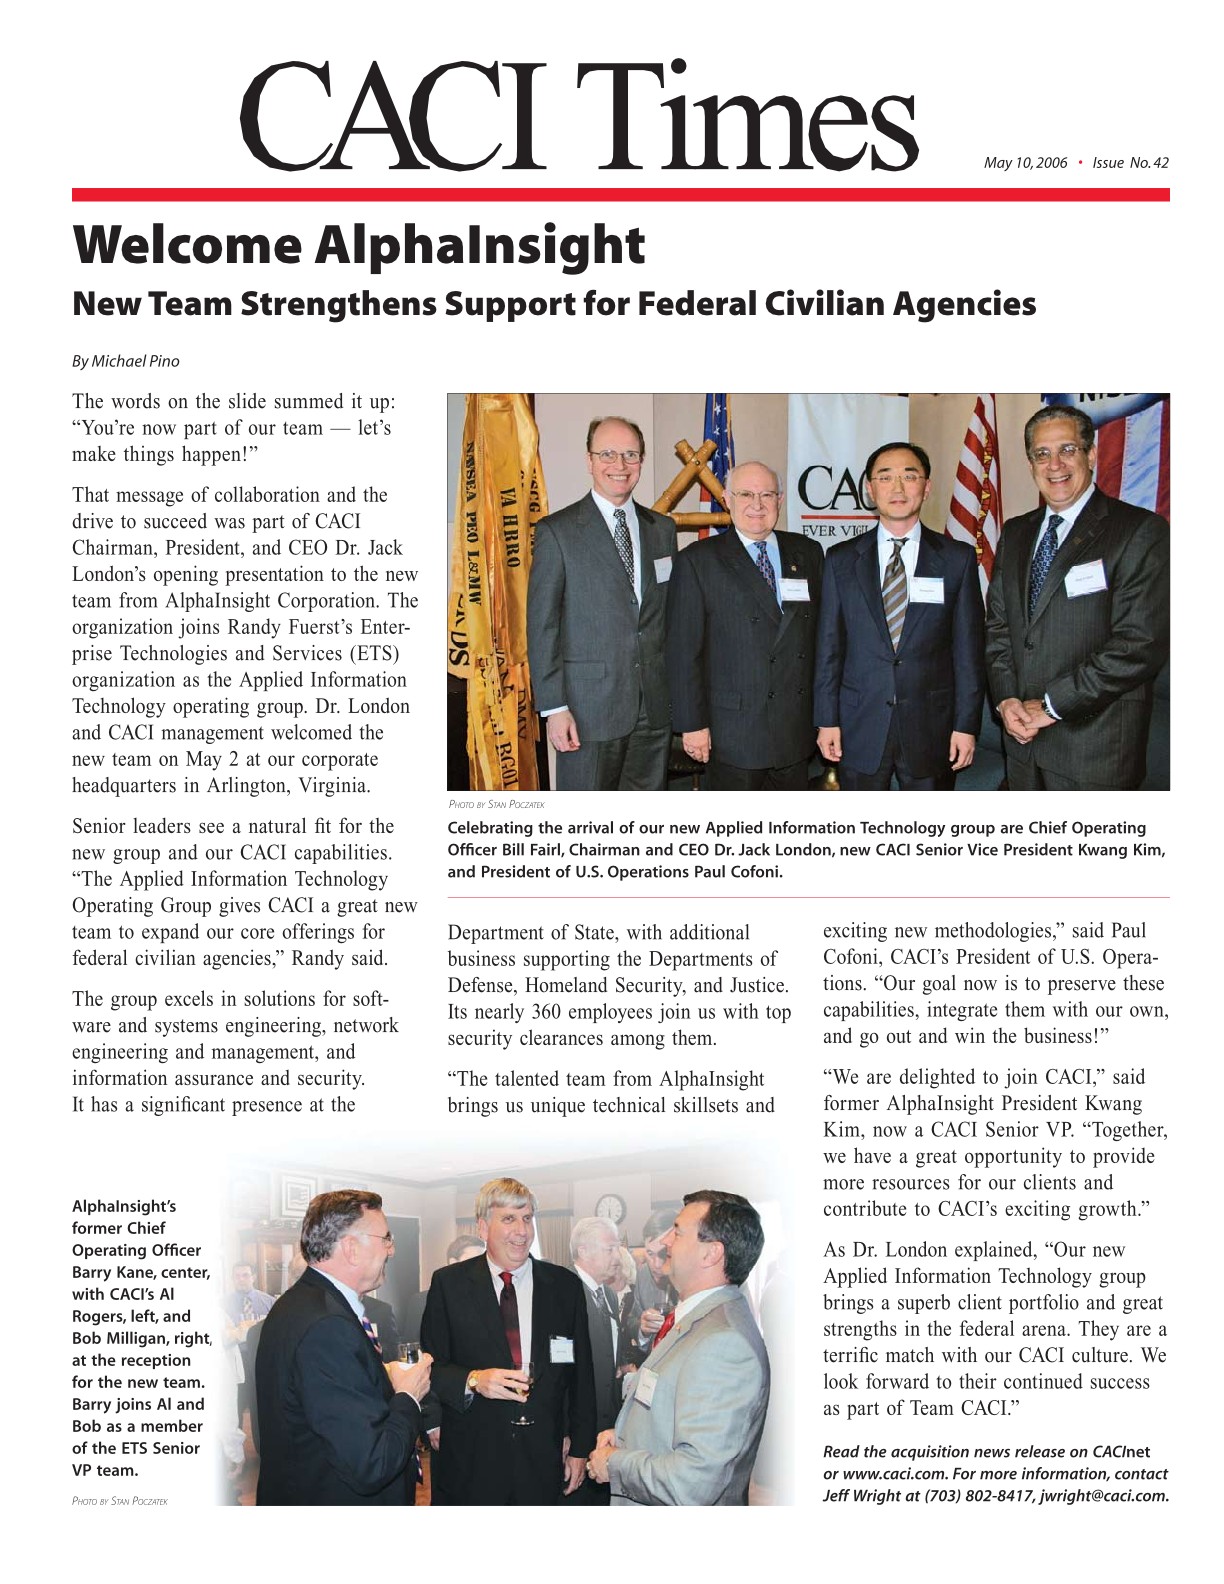 CACI Times
May 10, 2006 • Issue No. 42
Welcome AlphaInsight
New Team Strengthens Support for Federal Civilian Agencies
By Michael Pino
The words on the slide summed it up:
“You’re now part of our team — let’s
make things happen!”
That message of collaboration and the
drive to succeed was part of CACI
Chairman, President, and CEO Dr. Jack
London’s opening presentation to the new
team from AlphaInsight Corporation. The
organization joins Randy Fuerst’s Enter-
prise Technologies and Services (ETS)
organization as the Applied Information
Technology operating group. Dr. London
and CACI management welcomed the
new team on May 2 at our corporate
headquarters in Arlington, Virginia.
Senior leaders see a natural fit for the
new group and our CACI capabilities.
“The Applied Information Technology
Operating Group gives CACI a great new
team to expand our core offerings for
federal civilian agencies,” Randy said.
The group excels in solutions for soft-
ware and systems engineering, network
engineering and management, and
information assurance and security.
It has a significant presence at the
NAVSEA PEO L&MW
VA HBRO
CAC
EVER VIGIL
PHOTO BY STAN POCZATEK
Celebrating the arrival of our new Applied Information Technology group are Chief Operating
Officer Bill Fairl, Chairman and CEO Dr. Jack London, new CACI Senior Vice President Kwang Kim,
and President of U.S. Operations Paul Cofoni.
Department of State, with additional
business supporting the Departments of
Defense, Homeland Security, and Justice.
Its nearly 360 employees join us with top
security clearances among them.
“The talented team from AlphaInsight
brings us unique technical skillsets and
exciting new methodologies,” said Paul
Cofoni, CACI’s President of U.S. Opera-
tions. “Our goal now is to preserve these
capabilities, integrate them with our own,
and go out and win the business!”
“We are delighted to join CACI,” said
former AlphaInsight President Kwang
Kim, now a CACI Senior VP. “Together,
we have a great opportunity to provide
more resources for our clients and
contribute to CACI’s exciting growth.”
As Dr. London explained, “Our new
Applied Information Technology group
brings a superb client portfolio and great
strengths in the federal arena. They are a
terrific match with our CACI culture. We
look forward to their continued success
as part of Team CACI.”
Read the acquisition news release on CACInet
or www.caci.com. For more information, contact
Jeff Wright at (703) 802-8417, jwright@caci.com.
AlphaInsight’s
former Chief
Operating Officer
Barry Kane, center,
with CACI’s Al
Rogers, left, and
Bob Milligan, right,
at the reception
for the new team.
Barry joins Al and
Bob as a member
of the ETS Senior
VP team.
PHOTO BY STAN POCZATEK